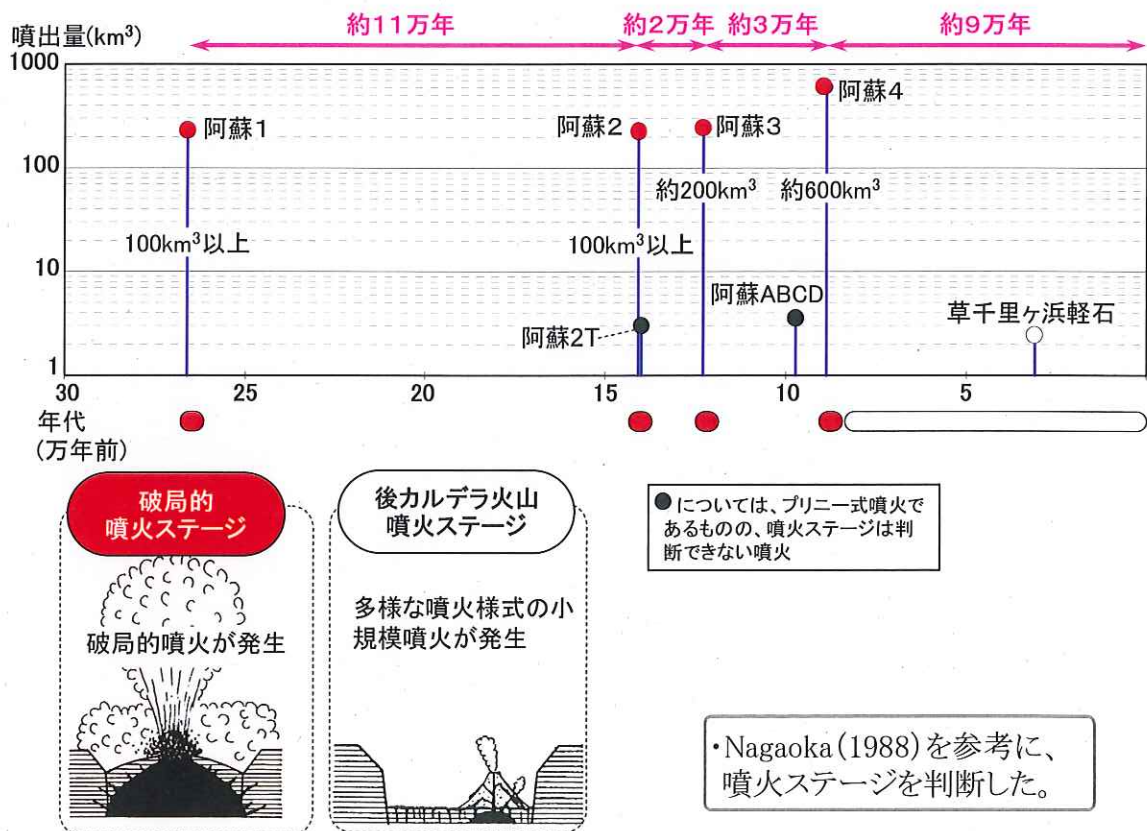 約11万年 約2万年 約3万年 約9万年
噴出量(km³)
1000
阿蘇4
阿蘇1 阿蘇2 阿蘇3
100
約200km³ 約600km³
100km³以上 100km³以上
10
阿蘇ABCD
阿蘇2T 草千里ヶ浜軽石
1
30 25 20 15 10 5
年代
(万年前)
破局的
噴火ステージ
破局的噴火が発生
後カルデラ火山
噴火ステージ
多様な噴火様式の小
規模噴火が発生
●については、プリニー式噴火で
あるものの、噴火ステージは判
断できない噴火
・Nagaoka(1988)を参考に、
噴火ステージを判断した。